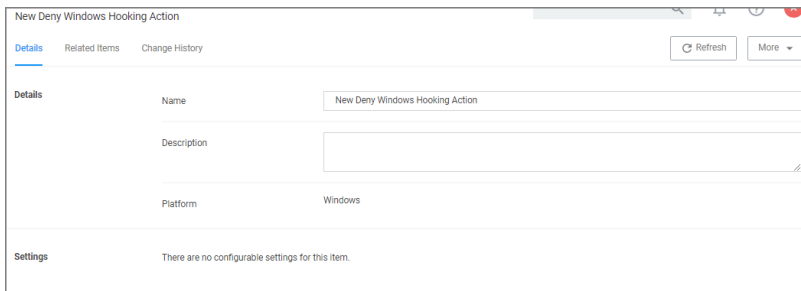 New Deny Windows Hooking Action
Details Related Items Change History Refresh More
Details
Name New Deny Windows Hooking Action
Description
Platform Windows
Settings There are no configurable settings for this item.